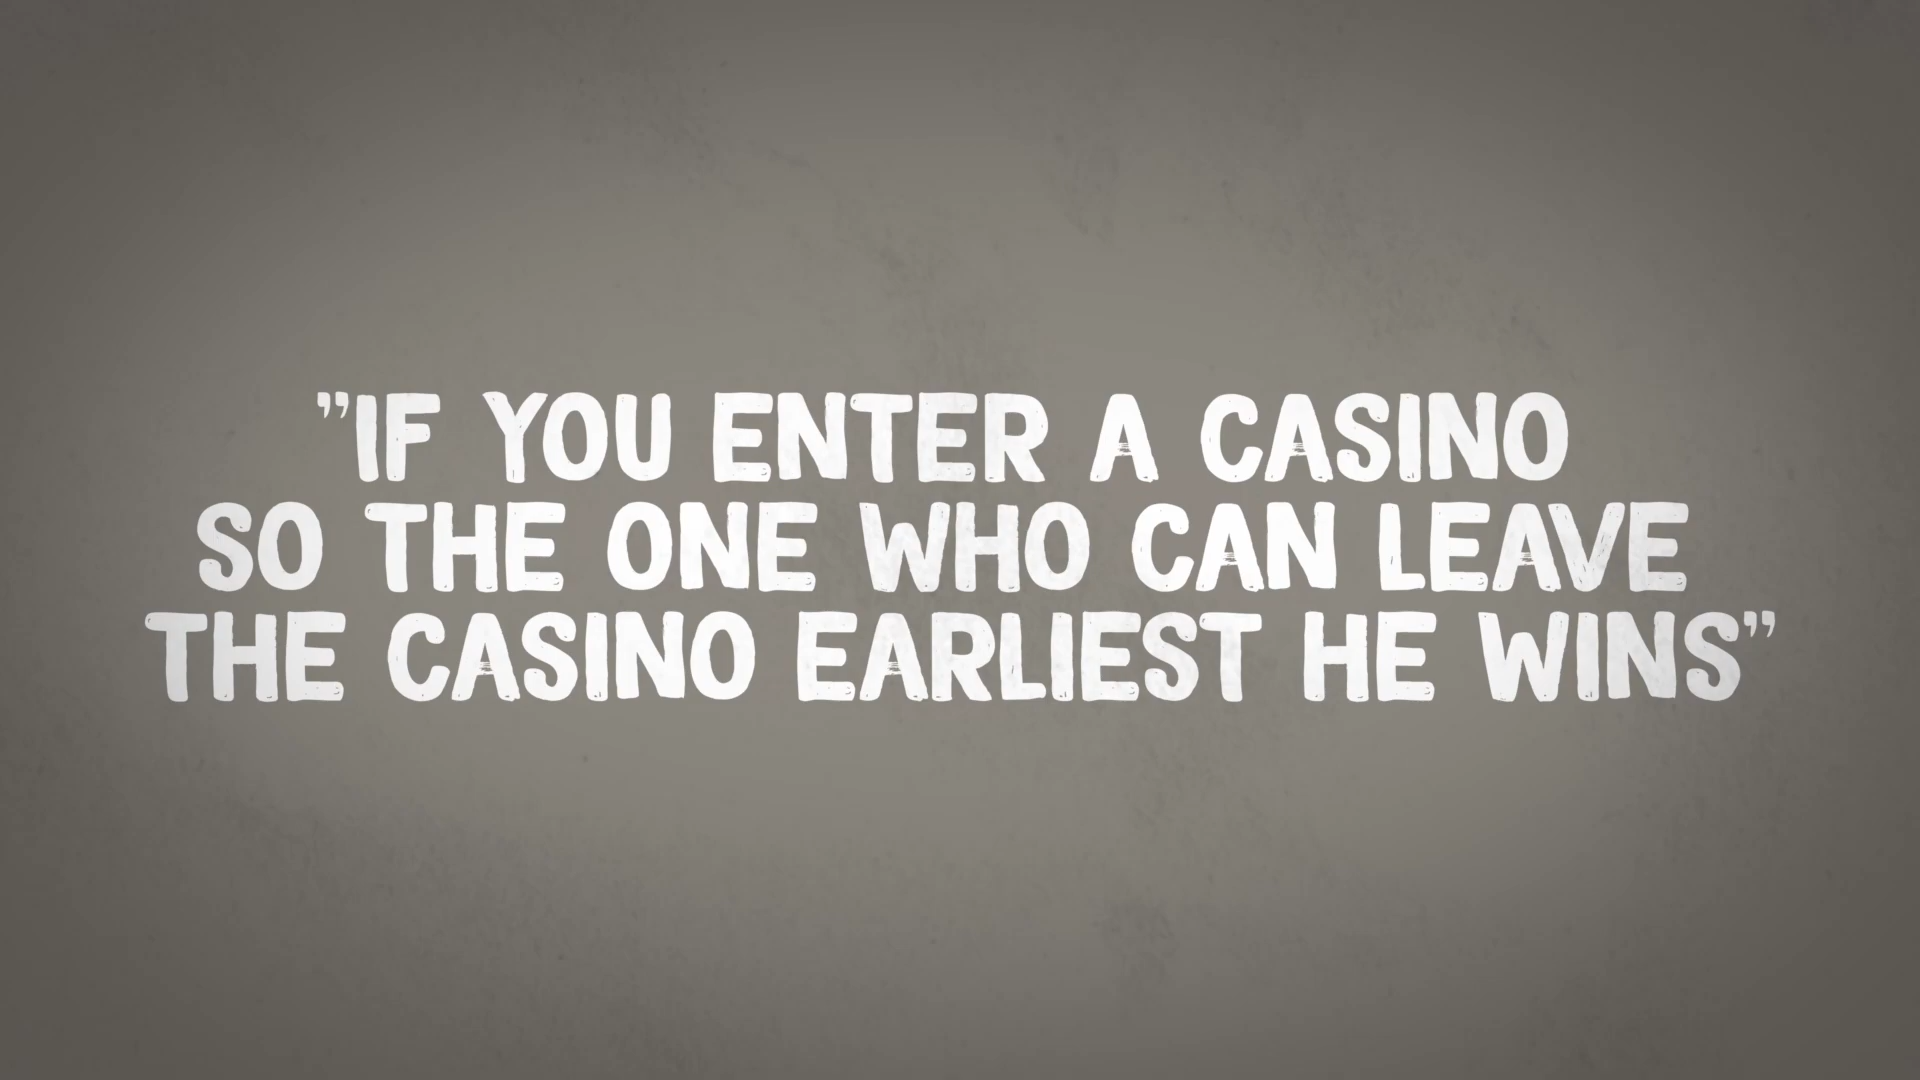 ”IF YOU ENTER A CASINO
SO THE ONE WHO CAN LEAVE
THE CASINO EARLIEST HE WINS”